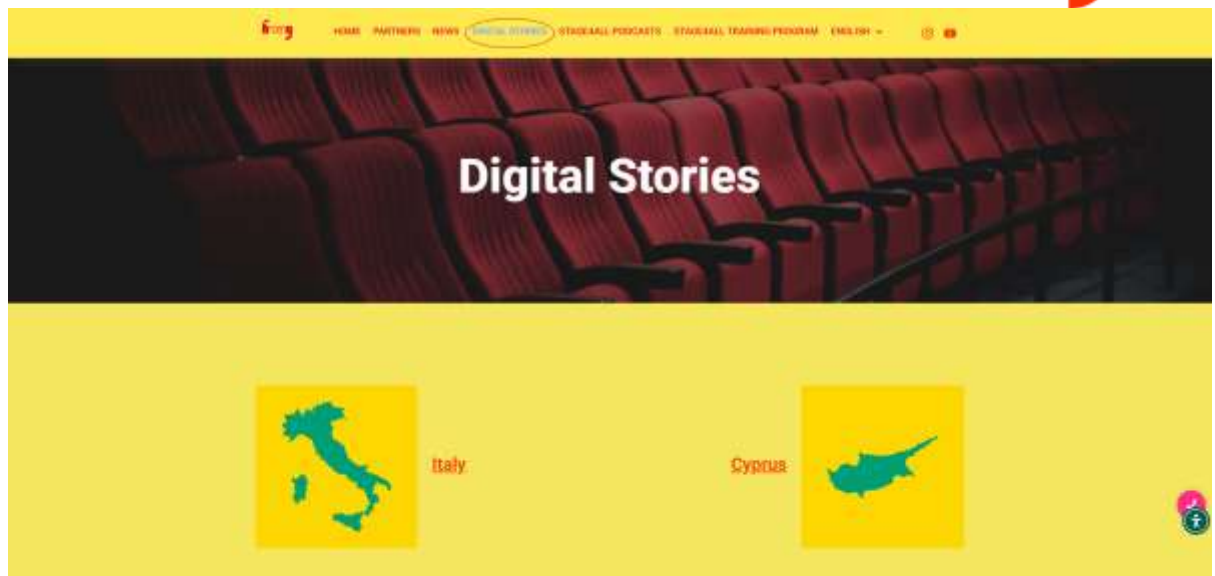 HOME PARTNERS NEWS DIGITAL STORIES STAGE4ALL PODCASTS STAGE4ALL TRAINING PROGRAM ENGLISH
Digital Stories
Italy
Cyprus